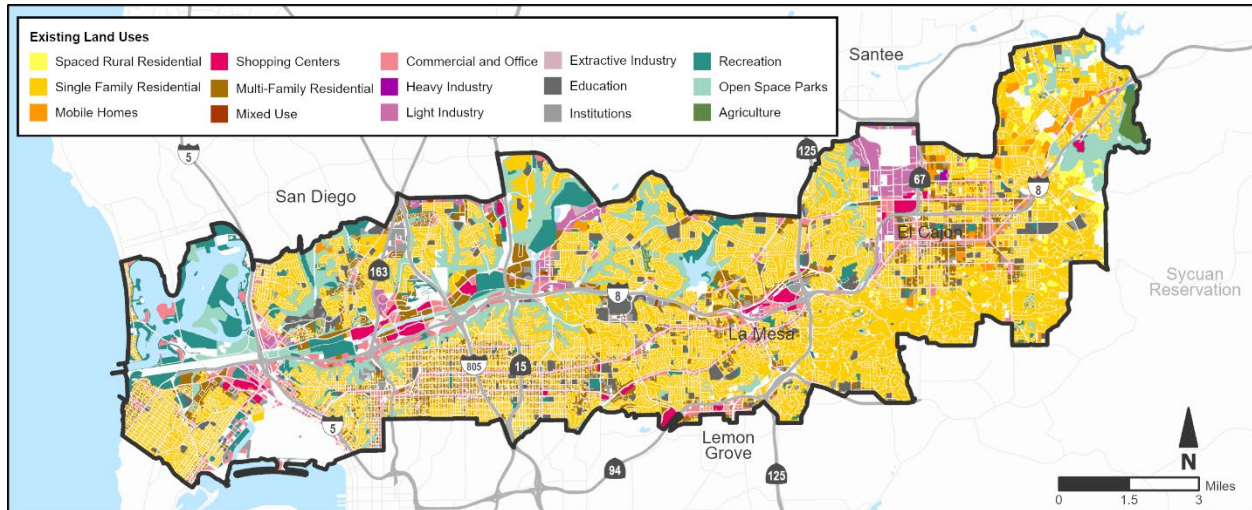 Existing Land Uses
Spaced Rural Residential
Single Family Residential
Mobile Homes
Shopping Centers
Multi-Family Residential
Mixed Use
Commercial and Office
Heavy Industry
Light Industry
Extractive Industry
Education
Institutions
Recreation
Open Space Parks
Agriculture
Santee
5
125
67
San Diego
8
163
El Cajon
Sycuan
Reservation
8
La Mesa
805
15
5
Lemon
Grove
94
125
N
Miles
0
1.5
3